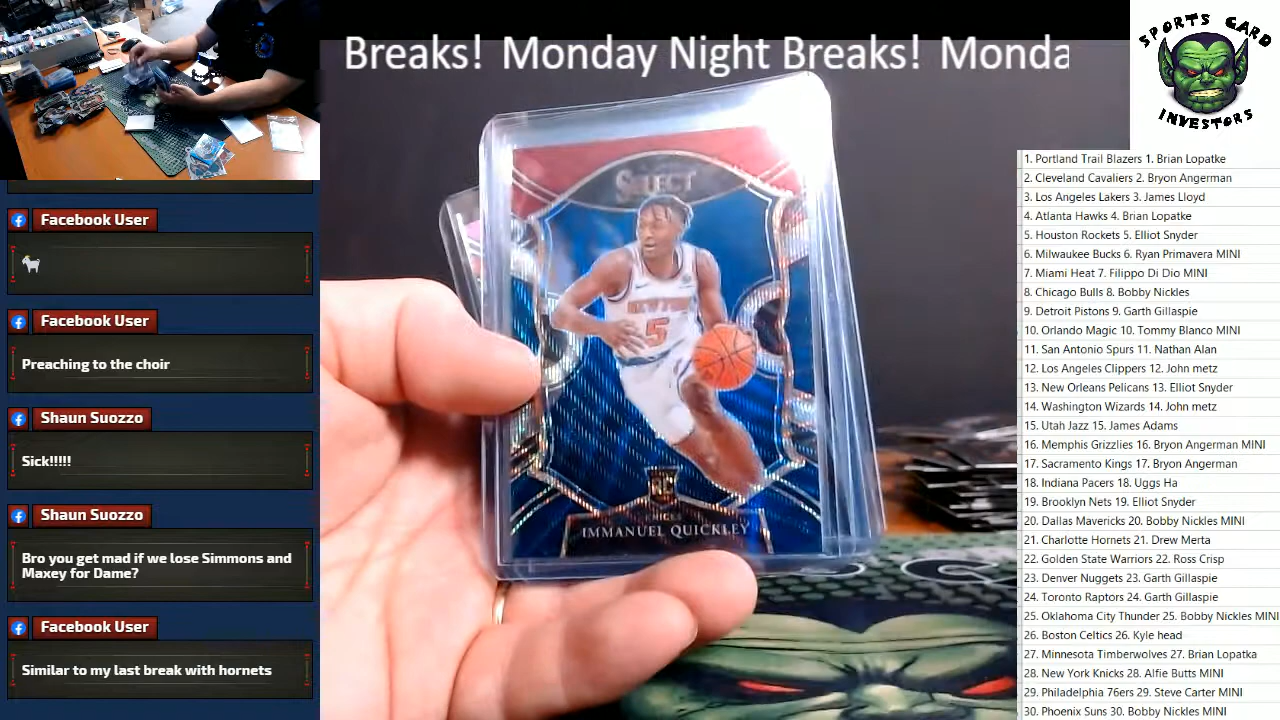 Breaks! Monday Night Breaks! Monda
SPORTS CARD
INVESTORS
Facebook User
Facebook User
Preaching to the choir
Shaun Suozzo
Sick!!!!!
Shaun Suozzo
Bro you get mad if we lose Simmons and
Maxey for Dame?
Facebook User
Similar to my last break with hornets
SELECT
NEW YORK
5
RC
KNICKS
IMMANUEL QUICKLEY
1. Portland Trail Blazers 1. Brian Lopatke
2. Cleveland Cavaliers 2. Bryon Angerman
3. Los Angeles Lakers 3. James Lloyd
4. Atlanta Hawks 4. Brian Lopatke
5. Houston Rockets 5. Elliot Snyder
6. Milwaukee Bucks 6. Ryan Primavera MINI
7. Miami Heat 7. Filippo Di Dio MINI
8. Chicago Bulls 8. Bobby Nickles
9. Detroit Pistons 9. Garth Gillaspie
10. Orlando Magic 10. Tommy Blanco MINI
11. San Antonio Spurs 11. Nathan Alan
12. Los Angeles Clippers 12. John metz
13. New Orleans Pelicans 13. Elliot Snyder
14. Washington Wizards 14. John metz
15. Utah Jazz 15. James Adams
16. Memphis Grizzlies 16. Bryon Angerman MINI
17. Sacramento Kings 17. Bryon Angerman
18. Indiana Pacers 18. Uggs Ha
19. Brooklyn Nets 19. Elliot Snyder
20. Dallas Mavericks 20. Bobby Nickles MINI
21. Charlotte Hornets 21. Drew Merta
22. Golden State Warriors 22. Ross Crisp
23. Denver Nuggets 23. Garth Gillaspie
24. Toronto Raptors 24. Garth Gillaspie
25. Oklahoma City Thunder 25. Bobby Nickles MINI
26. Boston Celtics 26. Kyle head
27. Minnesota Timberwolves 27. Brian Lopatka
28. New York Knicks 28. Alfie Butts MINI
29. Philadelphia 76ers 29. Steve Carter MINI
30. Phoenix Suns 30. Bobby Nickles MINI